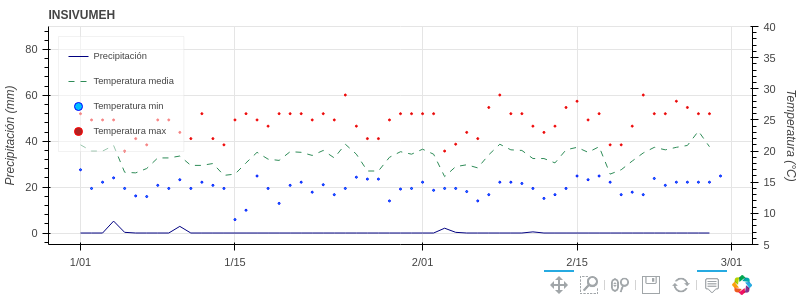 INSIVUMEH
Precipitación
Temperatura media
Temperatura min
Temperatura max
Precipitación (mm)
80
60
40
20
0
40
35
30
25
20
15
10
5
Temperatura (°C)
1/01
1/15
2/01
2/15
3/01